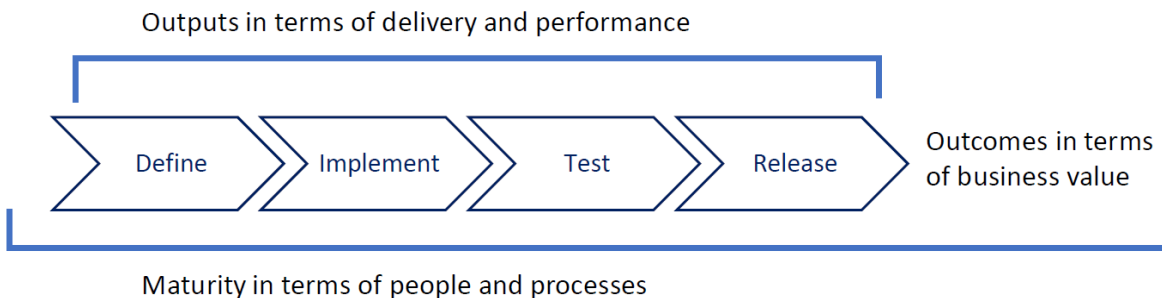 Outputs in terms of delivery and performance
Define
Implement
Test
Release
Outcomes in terms
of business value
Maturity in terms of people and processes